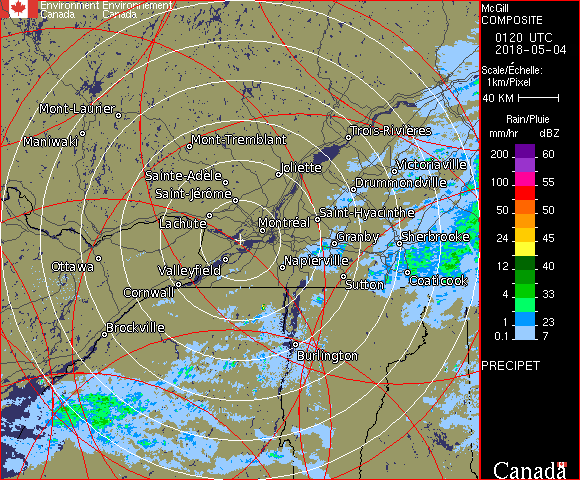 Environment Environnement
Canada Canada
McGill
COMPOSITE
0120 UTC
2018-05-04
Scale/Échelle:
1km/Pixel
40 KM
Rain/Pluie
mm/hr dBZ
200 60
100 55
50 50
24 45
12 40
4 33
1 23
0.1 7
PRECIPET
Canada
Mont-Laurier
Maniwaki
Mont-Tremblant
Trois-Rivières
Sainte-Adèle
Joliette
Victoriaville
Saint-Jérôme
Drummondville
Lachute
Montréal
Saint-Hyacinthe
Granby
Sherbrooke
Ottawa
Valleyfield
Napierville
Cornwall
Sutton
Coaticook
Brockville
Burlington